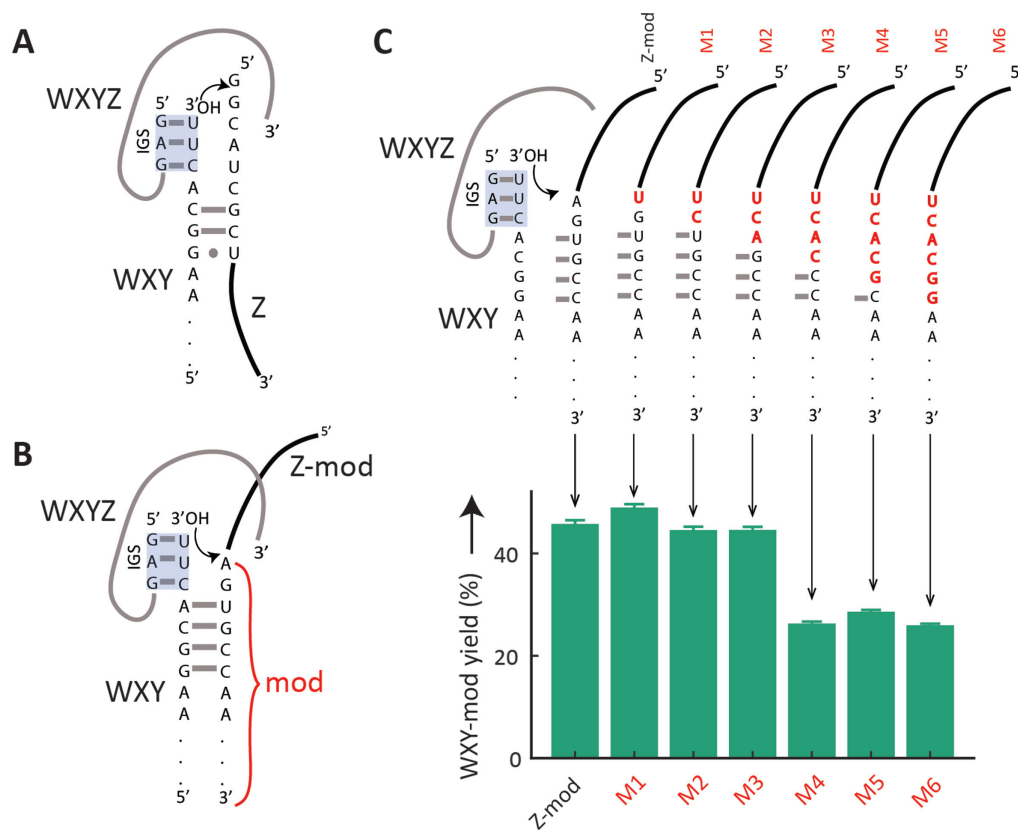 A
5'
G
WXYZ 5' 3' OH G
3'
IGS
G U C
A U A
G C U
A C
C G
G C
WXY G U
A
A
Z
.
.
.
5' 3'
B
5'
Z-mod
WXYZ
5' 3'OH
3'
IGS
G U A
A U G
G C U
A G
C C
G C
WXY G A
A A
A
mod
. .
. .
5' 3'
C
Z-mod M1 M2 M3 M4 M5 M6
5' 5' 5' 5' 5' 5' 5'
WXYZ
5' 3'OH
IGS
G U
A U A U U U U U U
G C G G C C C C C
A U U U A A A A
C G G G G C C C
G C C C C C G G
G C C C C C C G
WXY A A A A A A A A
A A A A A A A A
. . . . . . . .
. . . . . . . .
. . . . . . . .
3' 3' 3' 3' 3' 3' 3'
WXY-mod yield (%)
40
20
0
Z-mod M1 M2 M3 M4 M5 M6